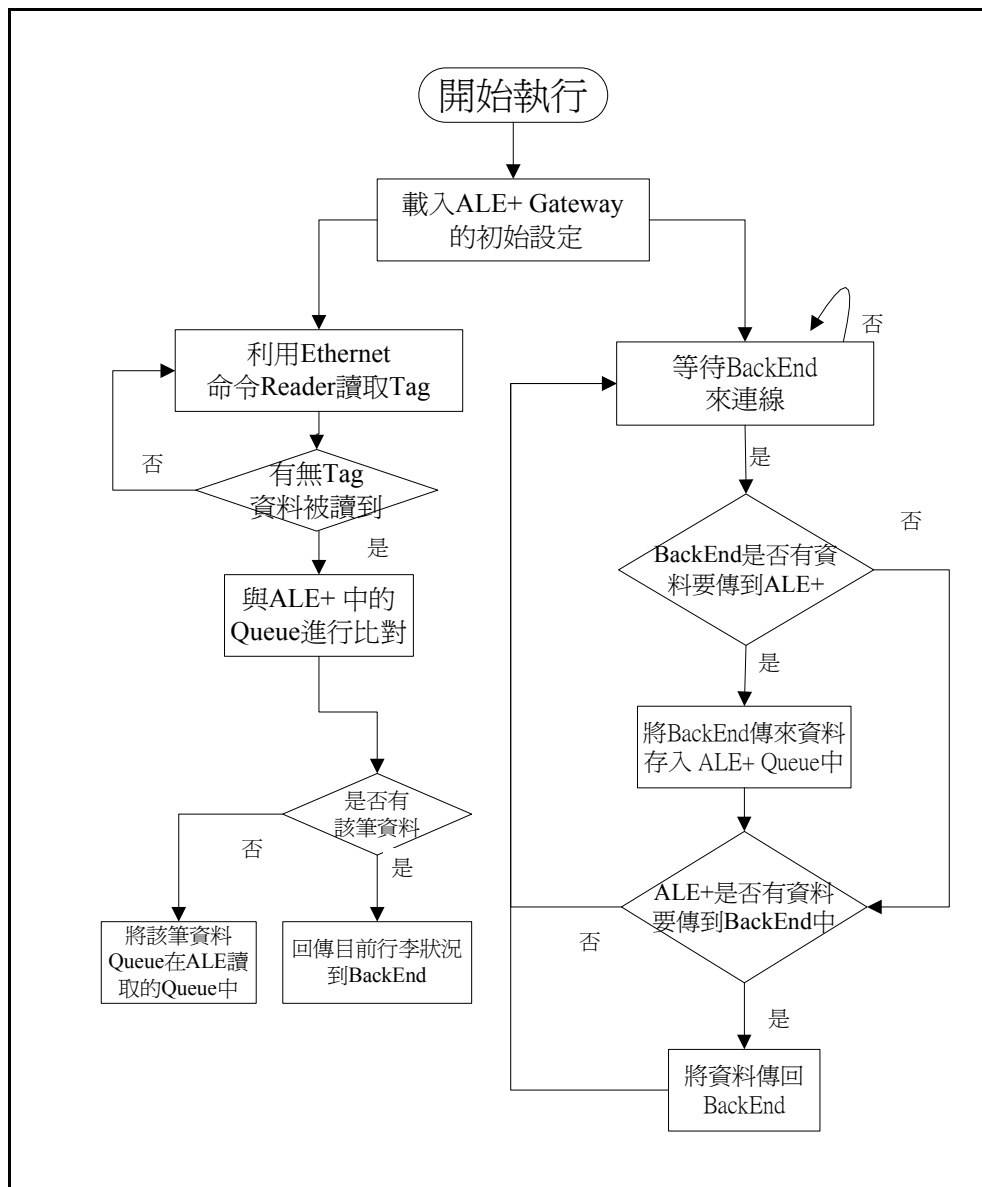 開始執行
載入ALE+ Gateway
的初始設定
利用Ethernet
命令Reader讀取Tag
否
有無Tag
資料被讀到
是
與ALE+ 中的
Queue進行比對
是否有
該筆資料
否
是
將該筆資料
Queue在ALE讀
取的Queue中
回傳目前行李狀況
到BackEnd
否
等待BackEnd
來連線
是
否
BackEnd是否有資
料要傳到ALE+
是
將BackEnd傳來資料
存入 ALE+ Queue中
ALE+是否有資料
要傳到BackEnd中
否
是
將資料傳回
BackEnd